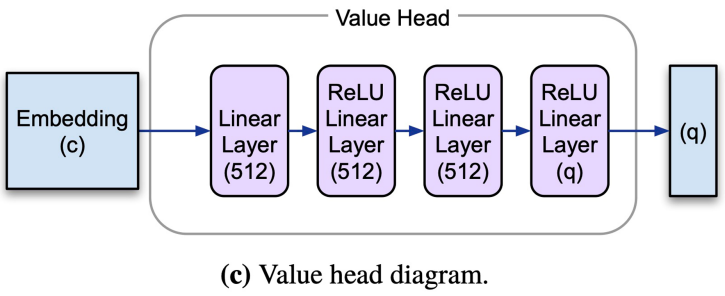 Value Head
Embedding
(c)
Linear
Layer
(512)
ReLU
Linear
Layer
(512)
ReLU
Linear
Layer
(512)
ReLU
Linear
Layer
(q)
(q)
(c) Value head diagram.